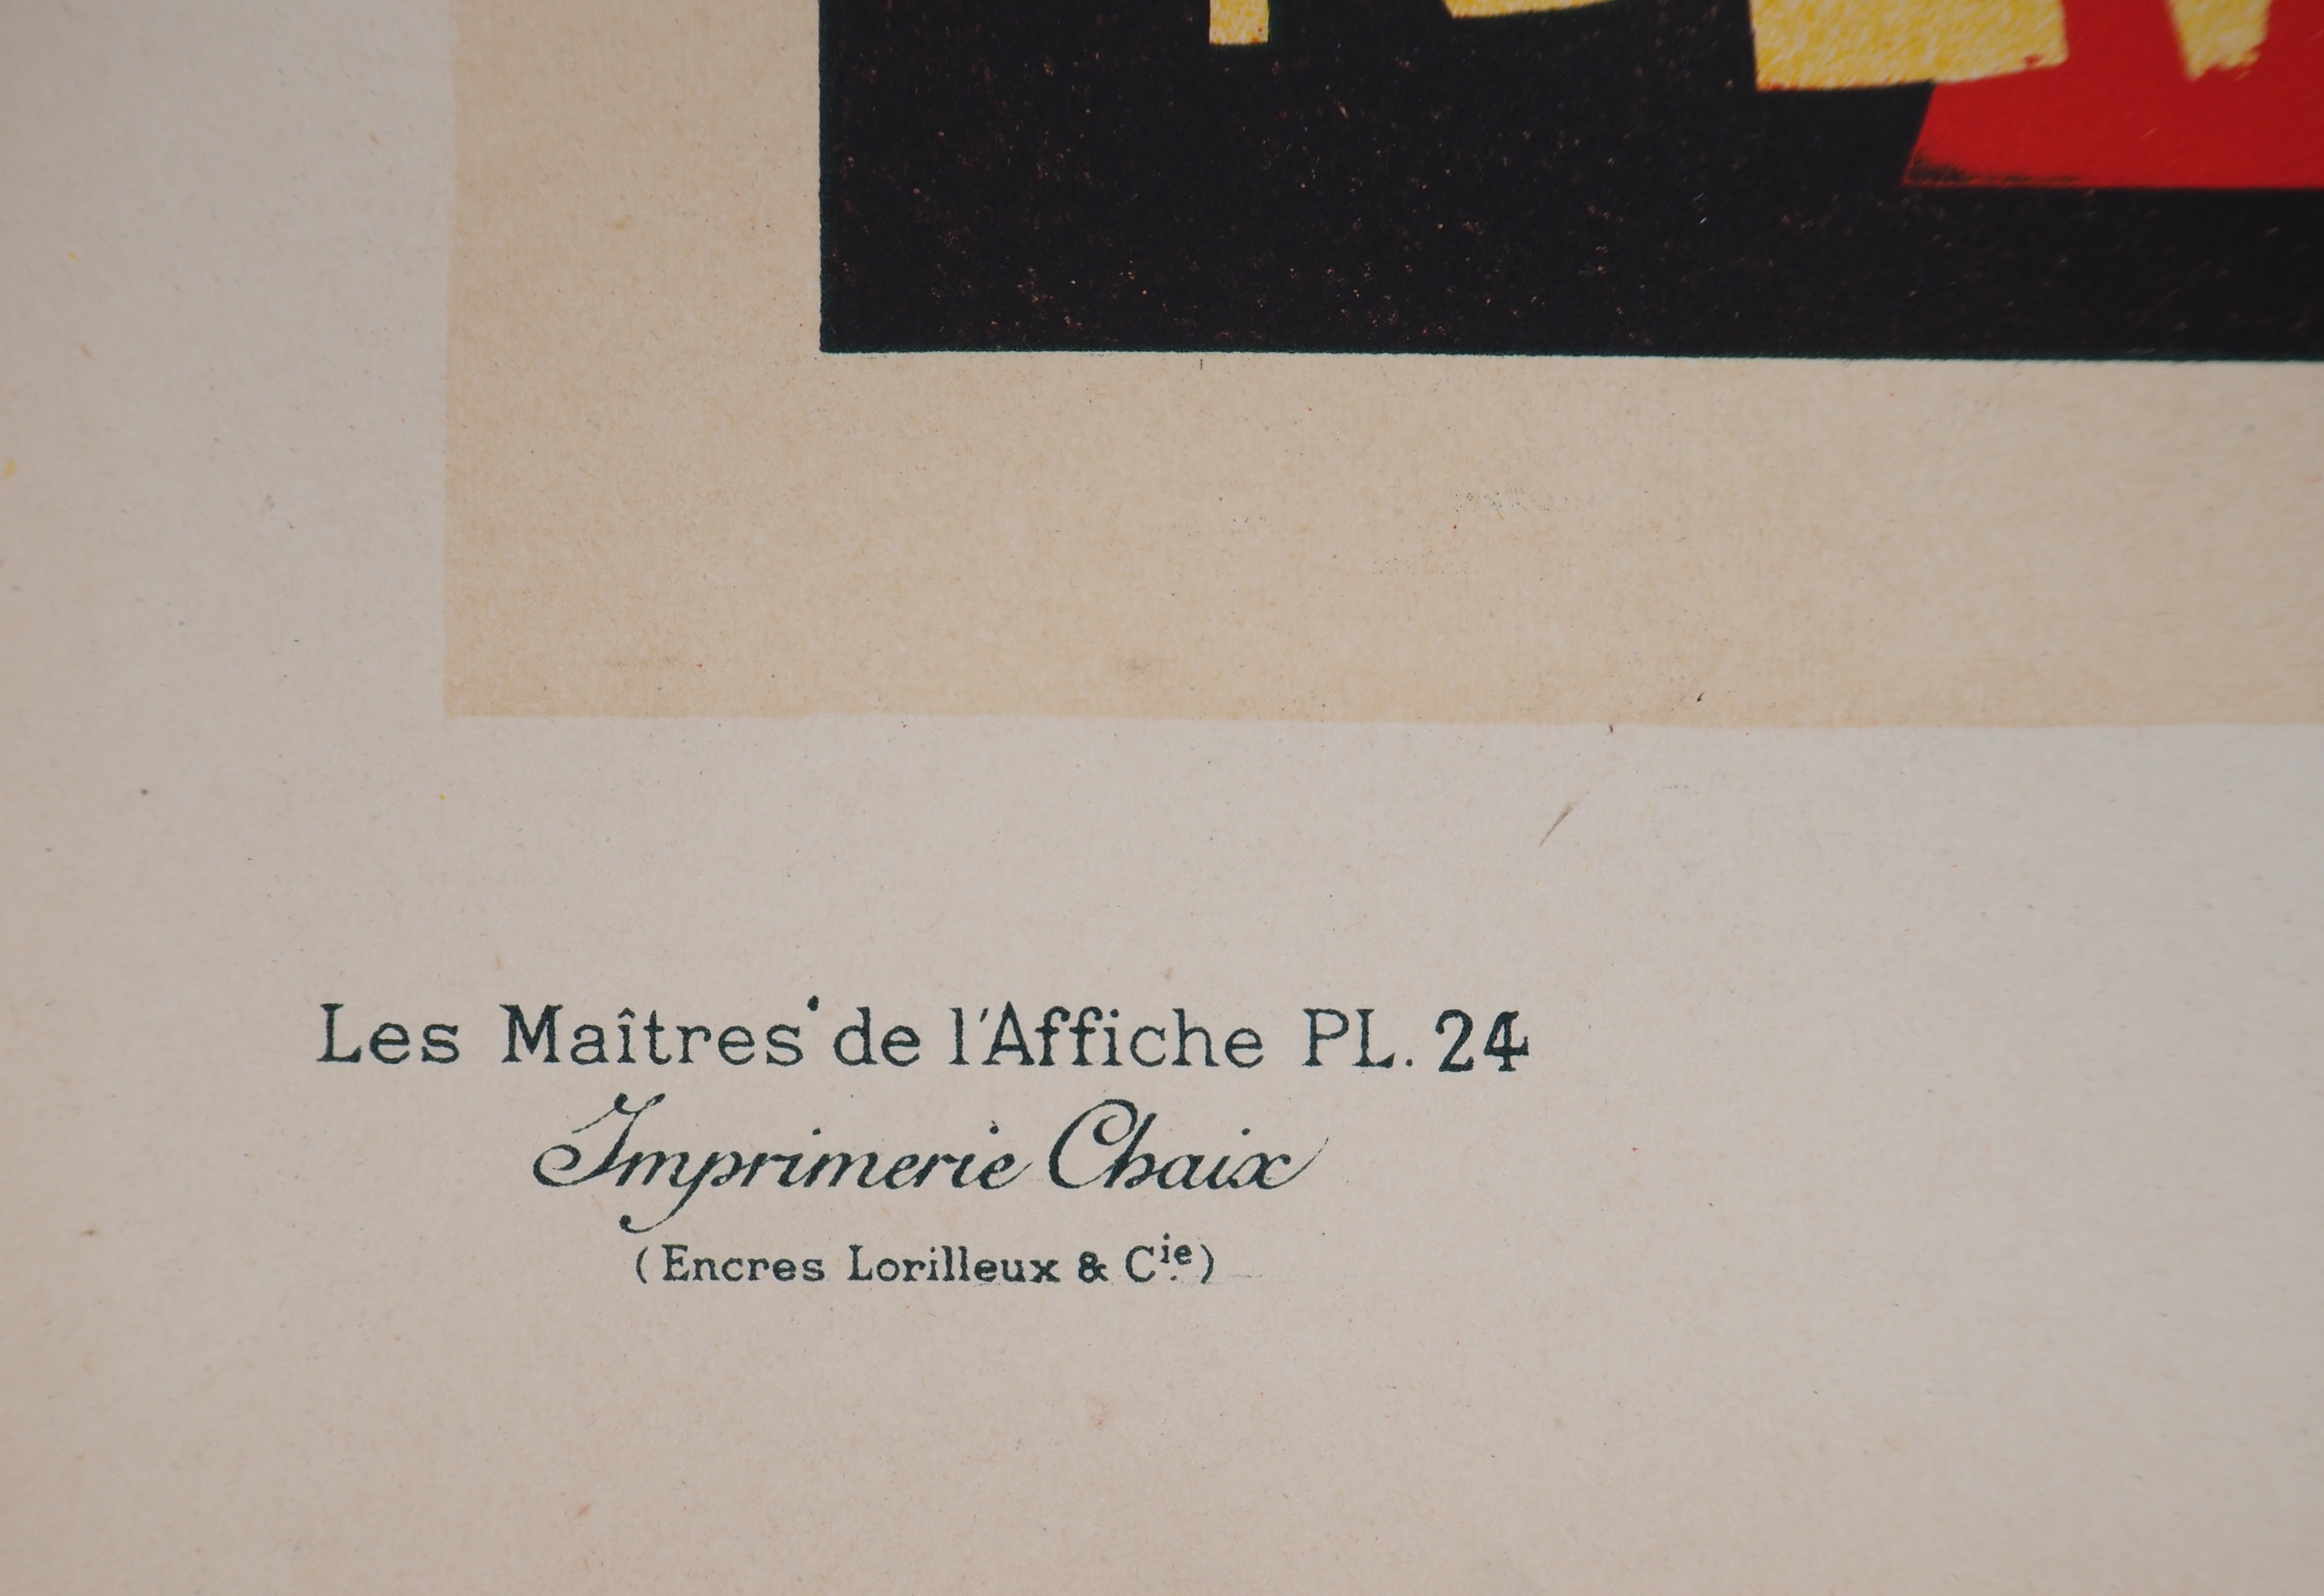 Les Maîtres de l'Affiche PL. 24
Imprimerie Chaix
(Encres Lorilleux & Cie)